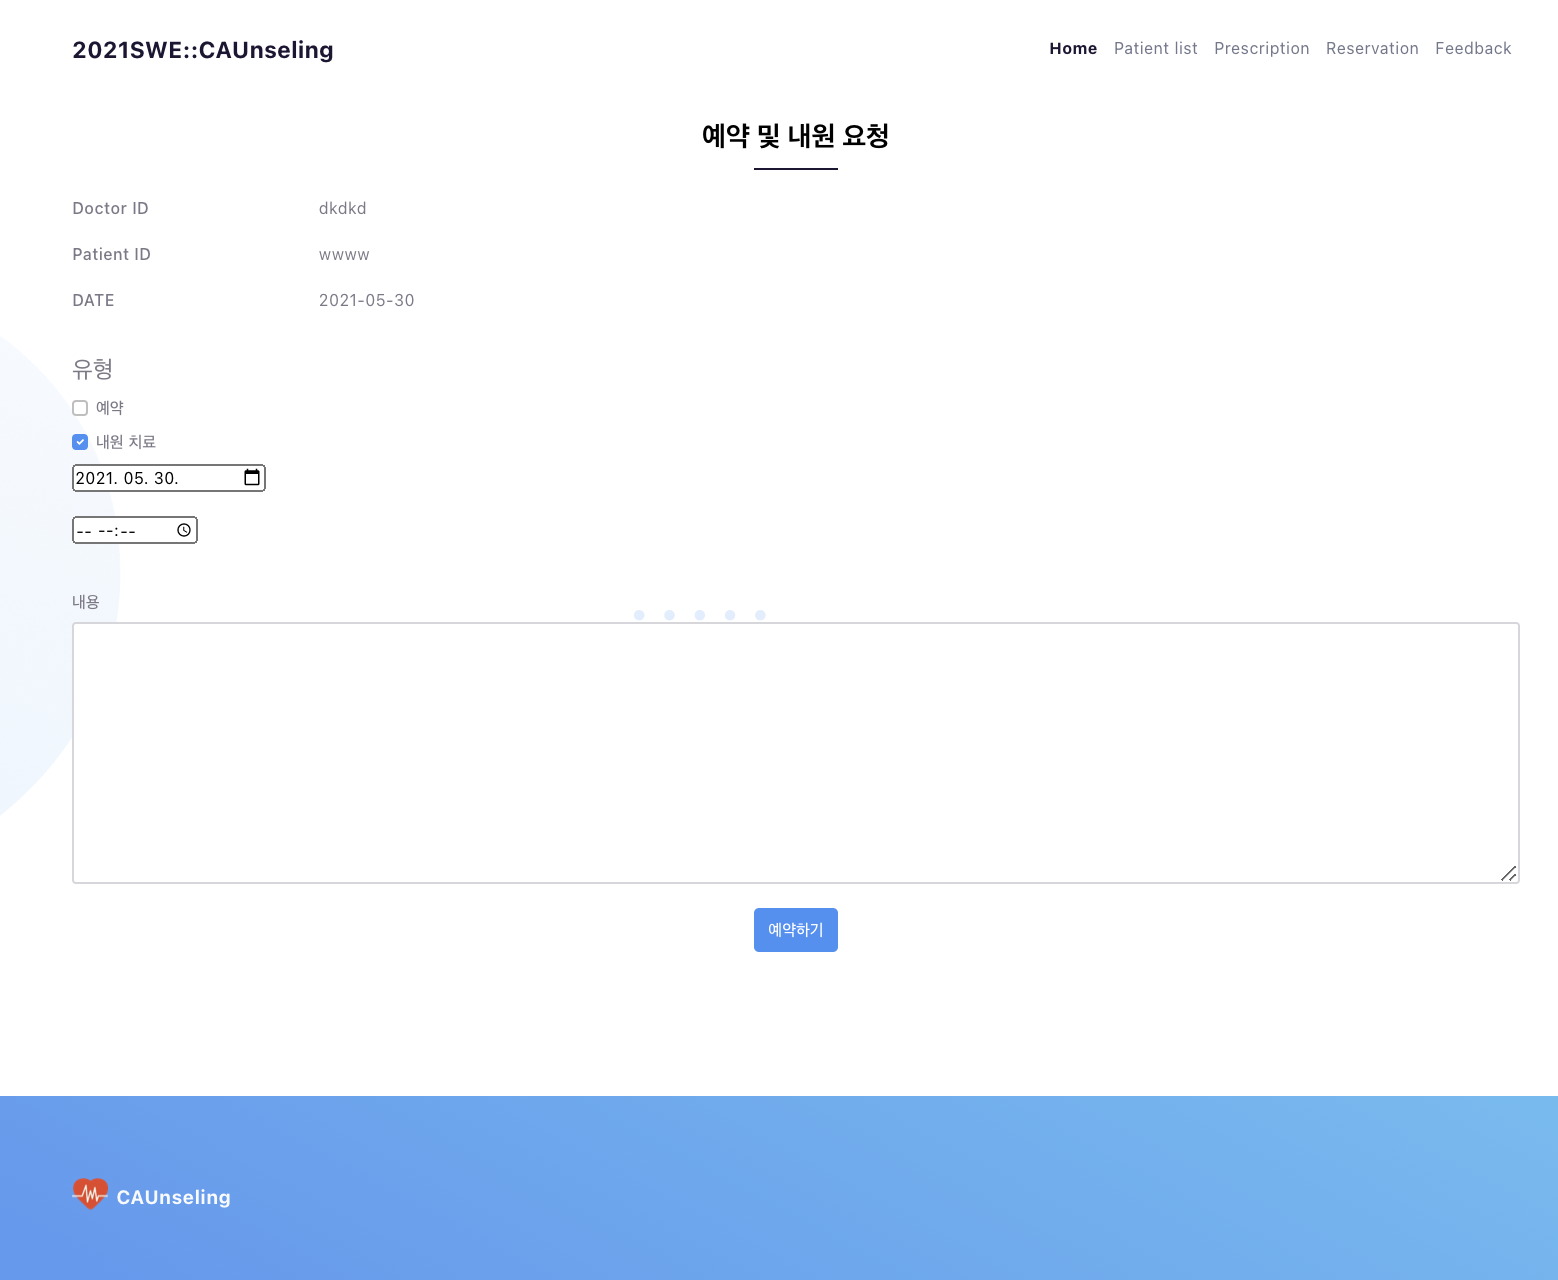 2021SWE::CAUnseling
Home Patient list Prescription Reservation Feedback
예약 및 내원 요청
Doctor ID dkdkd
Patient ID wwww
DATE 2021-05-30
유형
예약
내원 치료
2021. 05. 30.
-- --:--
내용
예약하기
CAUnseling